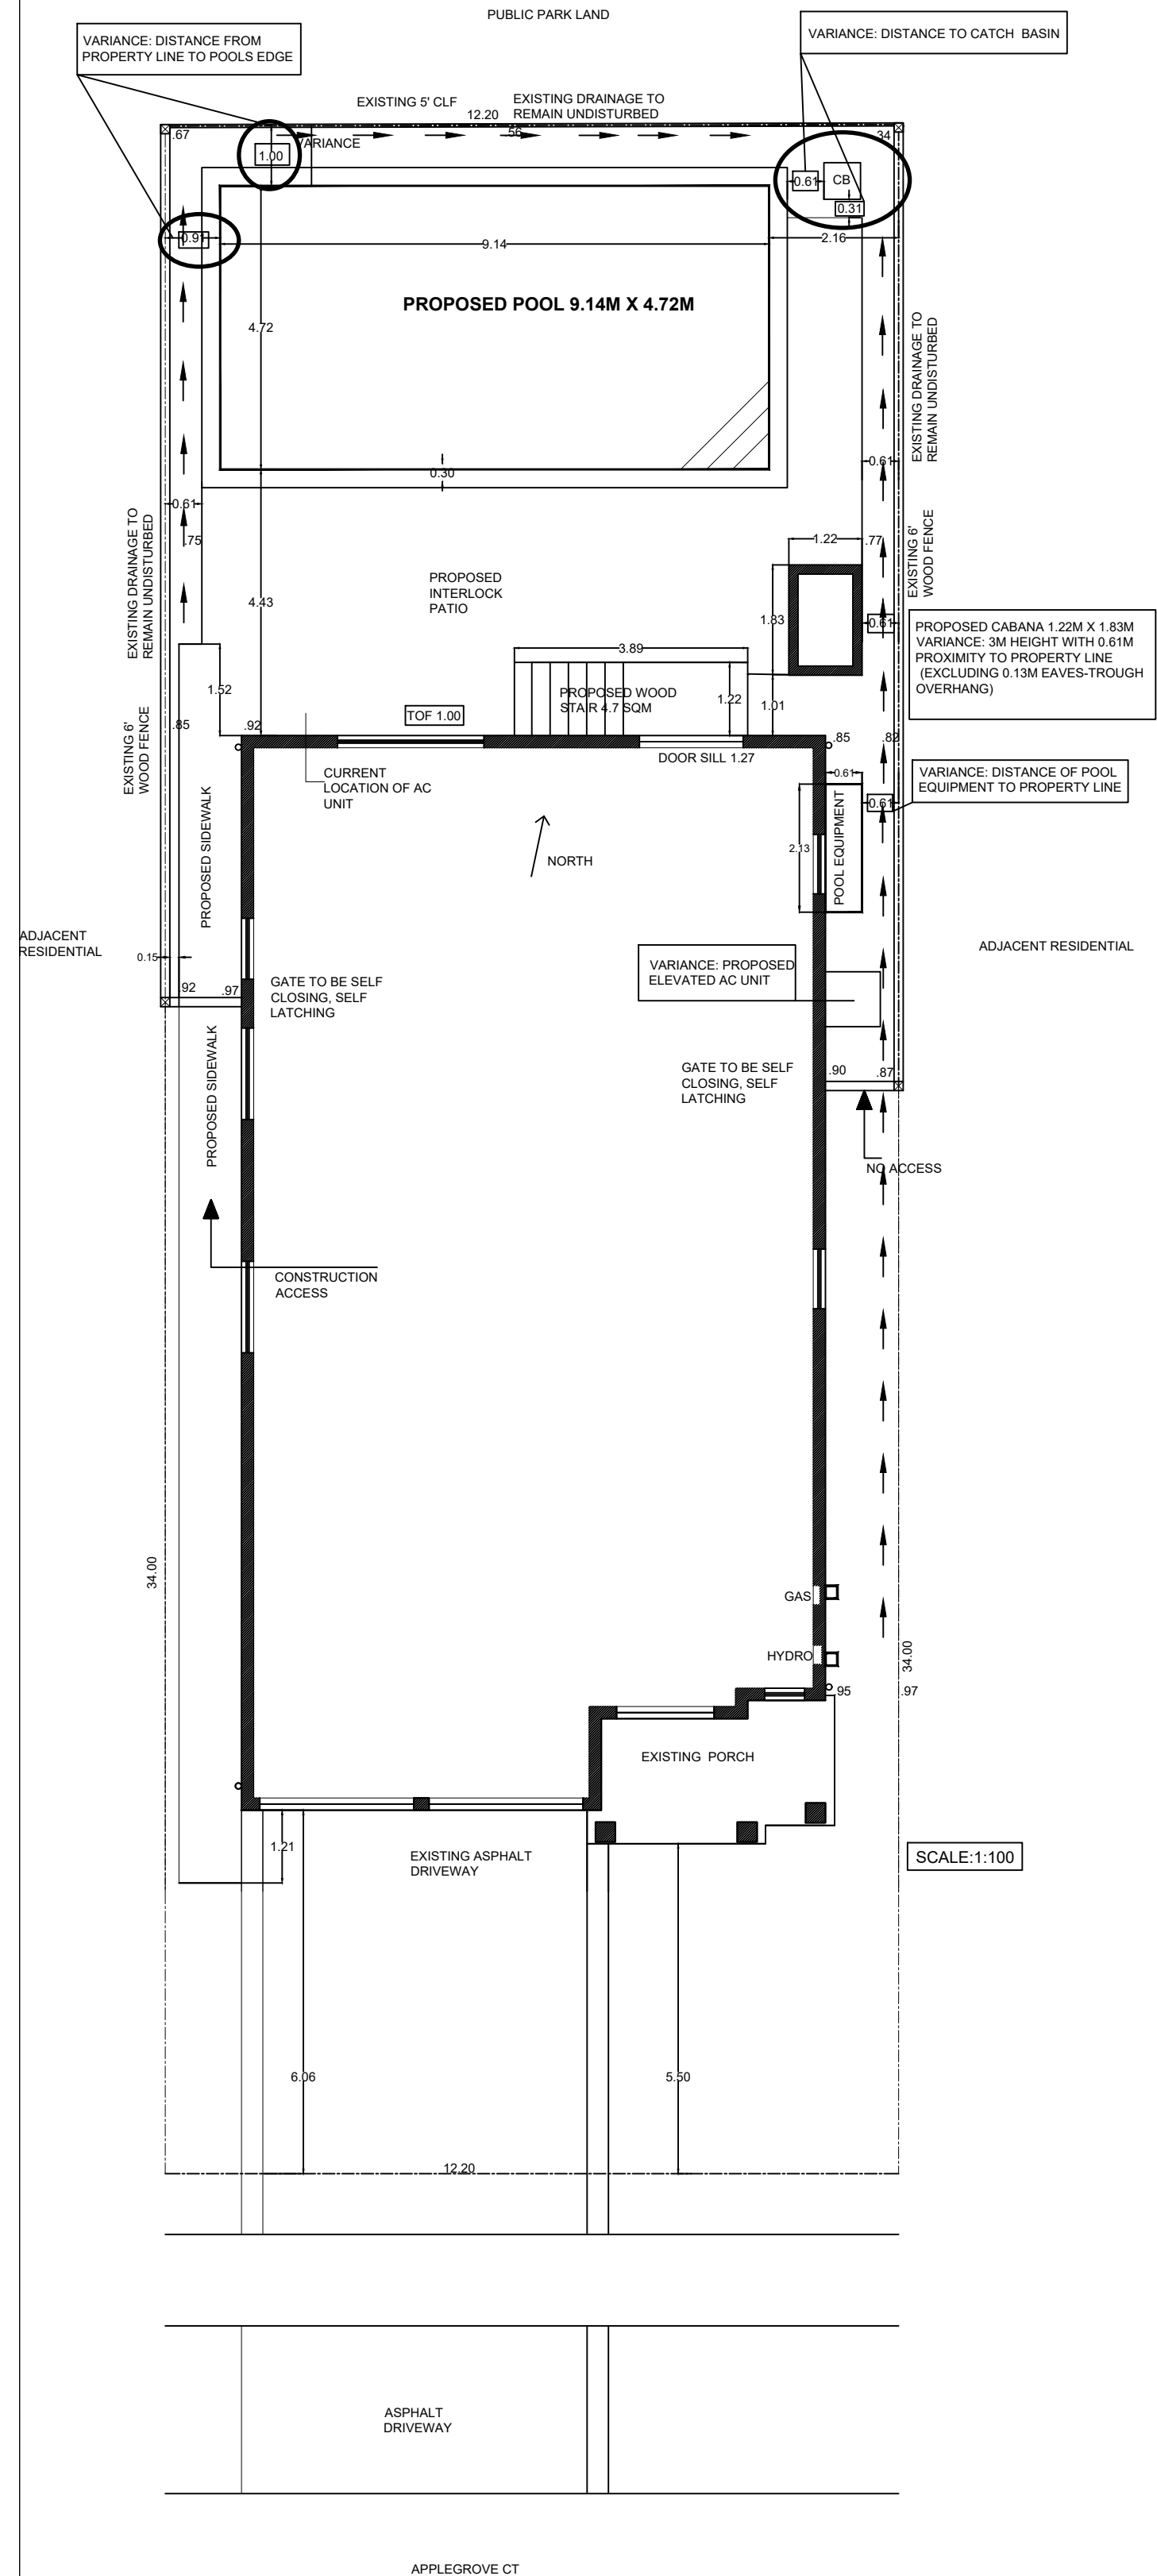 PUBLIC PARK LAND
VARIANCE: DISTANCE FROM
PROPERTY LINE TO POOLS EDGE
VARIANCE: DISTANCE TO CATCH BASIN
EXISTING 5' CLF
EXISTING DRAINAGE TO
REMAIN UNDISTURBED
12.20
.67
.56
.34
VARIANCE
1.00
0.61
CB
0.31
0.91
9.14
2.16
PROPOSED POOL 9.14M X 4.72M
4.72
EXISTING DRAINAGE TO
REMAIN UNDISTURBED
0.30
0.61
0.61
.75
EXISTING DRAINAGE TO
REMAIN UNDISTURBED
1.22
.77
EXISTING 6'
WOOD FENCE
PROPOSED
INTERLOCK
PATIO
4.43
1.83
0.61
PROPOSED CABANA 1.22M X 1.83M
VARIANCE: 3M HEIGHT WITH 0.61M
PROXIMITY TO PROPERTY LINE
(EXCLUDING 0.13M EAVES-TROUGH
OVERHANG)
3.89
1.52
PROPOSED WOOD
STAIR 4.7 SQM
1.22
1.01
TOF 1.00
.85
.92
EXISTING 6'
WOOD FENCE
.85
.82
DOOR SILL 1.27
CURRENT
LOCATION OF AC
UNIT
0.61
VARIANCE: DISTANCE OF POOL
EQUIPMENT TO PROPERTY LINE
0.61
PROPOSED SIDEWALK
2.13
POOL EQUIPMENT
NORTH
ADJACENT
RESIDENTIAL
ADJACENT RESIDENTIAL
0.15
VARIANCE: PROPOSED
ELEVATED AC UNIT
.92
.97
GATE TO BE SELF
CLOSING, SELF
LATCHING
PROPOSED SIDEWALK
GATE TO BE SELF
CLOSING, SELF
LATCHING
.90
.87
NO ACCESS
CONSTRUCTION
ACCESS
34.00
GAS
HYDRO
34.00
.95
.97
EXISTING PORCH
1.21
EXISTING ASPHALT
DRIVEWAY
SCALE:1:100
6.06
5.50
12.20
ASPHALT
DRIVEWAY
APPLEGROVE CT